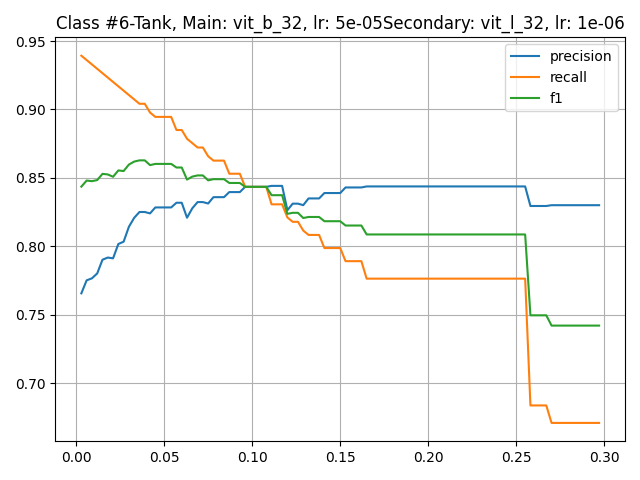 Class #6-Tank, Main: vit_b_32, lr: 5e-05Secondary: vit_l_32, lr: 1e-06
0.95
0.90
0.85
0.80
0.75
0.70
precision
recall
f1
0.00 0.05 0.10 0.15 0.20 0.25 0.30